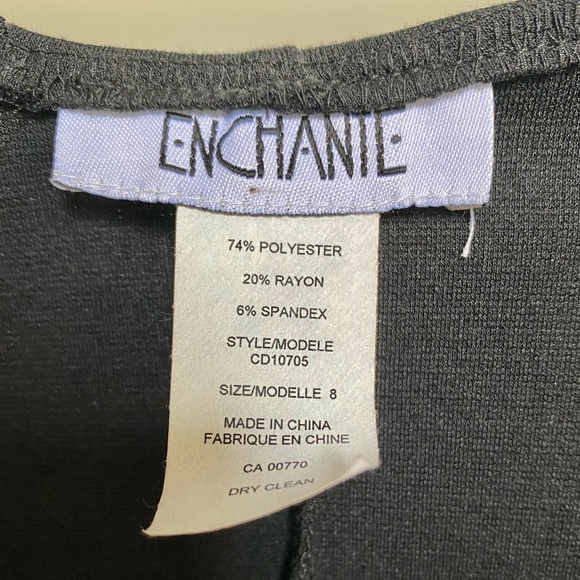 ENCHANTE
74% POLYESTER
20% RAYON
6% SPANDEX
STYLE/MODELE
CD10705
SIZE/MODELLE 8
MADE IN CHINA
FABRIQUE EN CHINE
CA 00770
DRY CLEAN